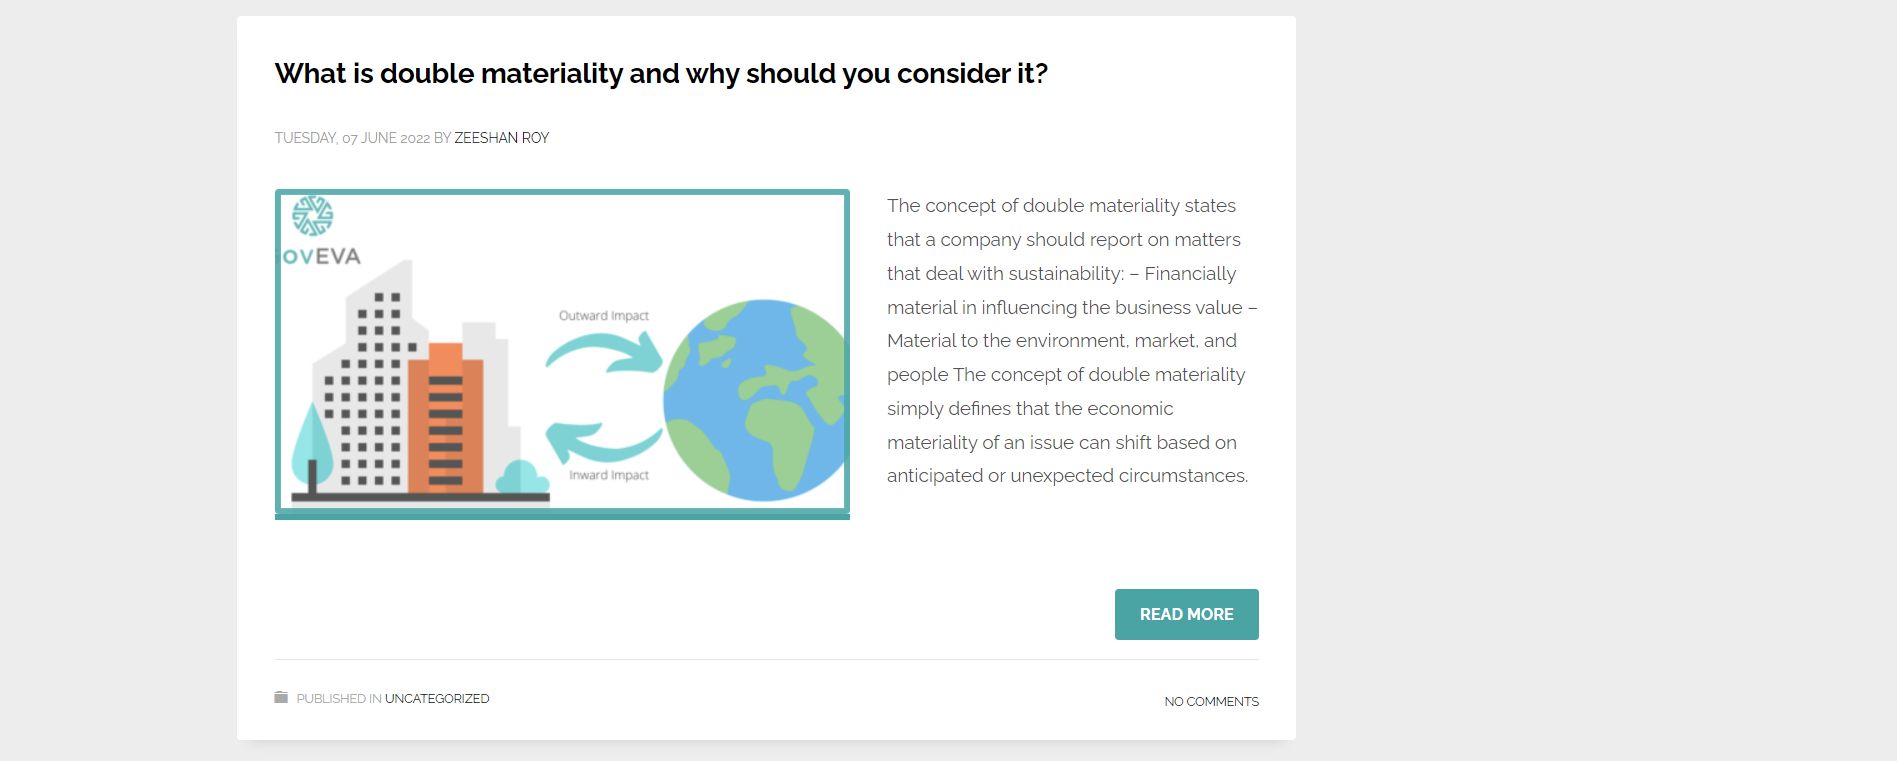 What is double materiality and why should you consider it?
TUESDAY, 07 JUNE 2022 BY ZEESHAN ROY
OVEVA
Outward Impact
Inward Impact
The concept of double materiality states
that a company should report on matters
that deal with sustainability: – Financially
material in influencing the business value –
Material to the environment, market, and
people The concept of double materiality
simply defines that the economic
materiality of an issue can shift based on
anticipated or unexpected circumstances.
READ MORE
PUBLISHED IN UNCATEGORIZED
NO COMMENTS